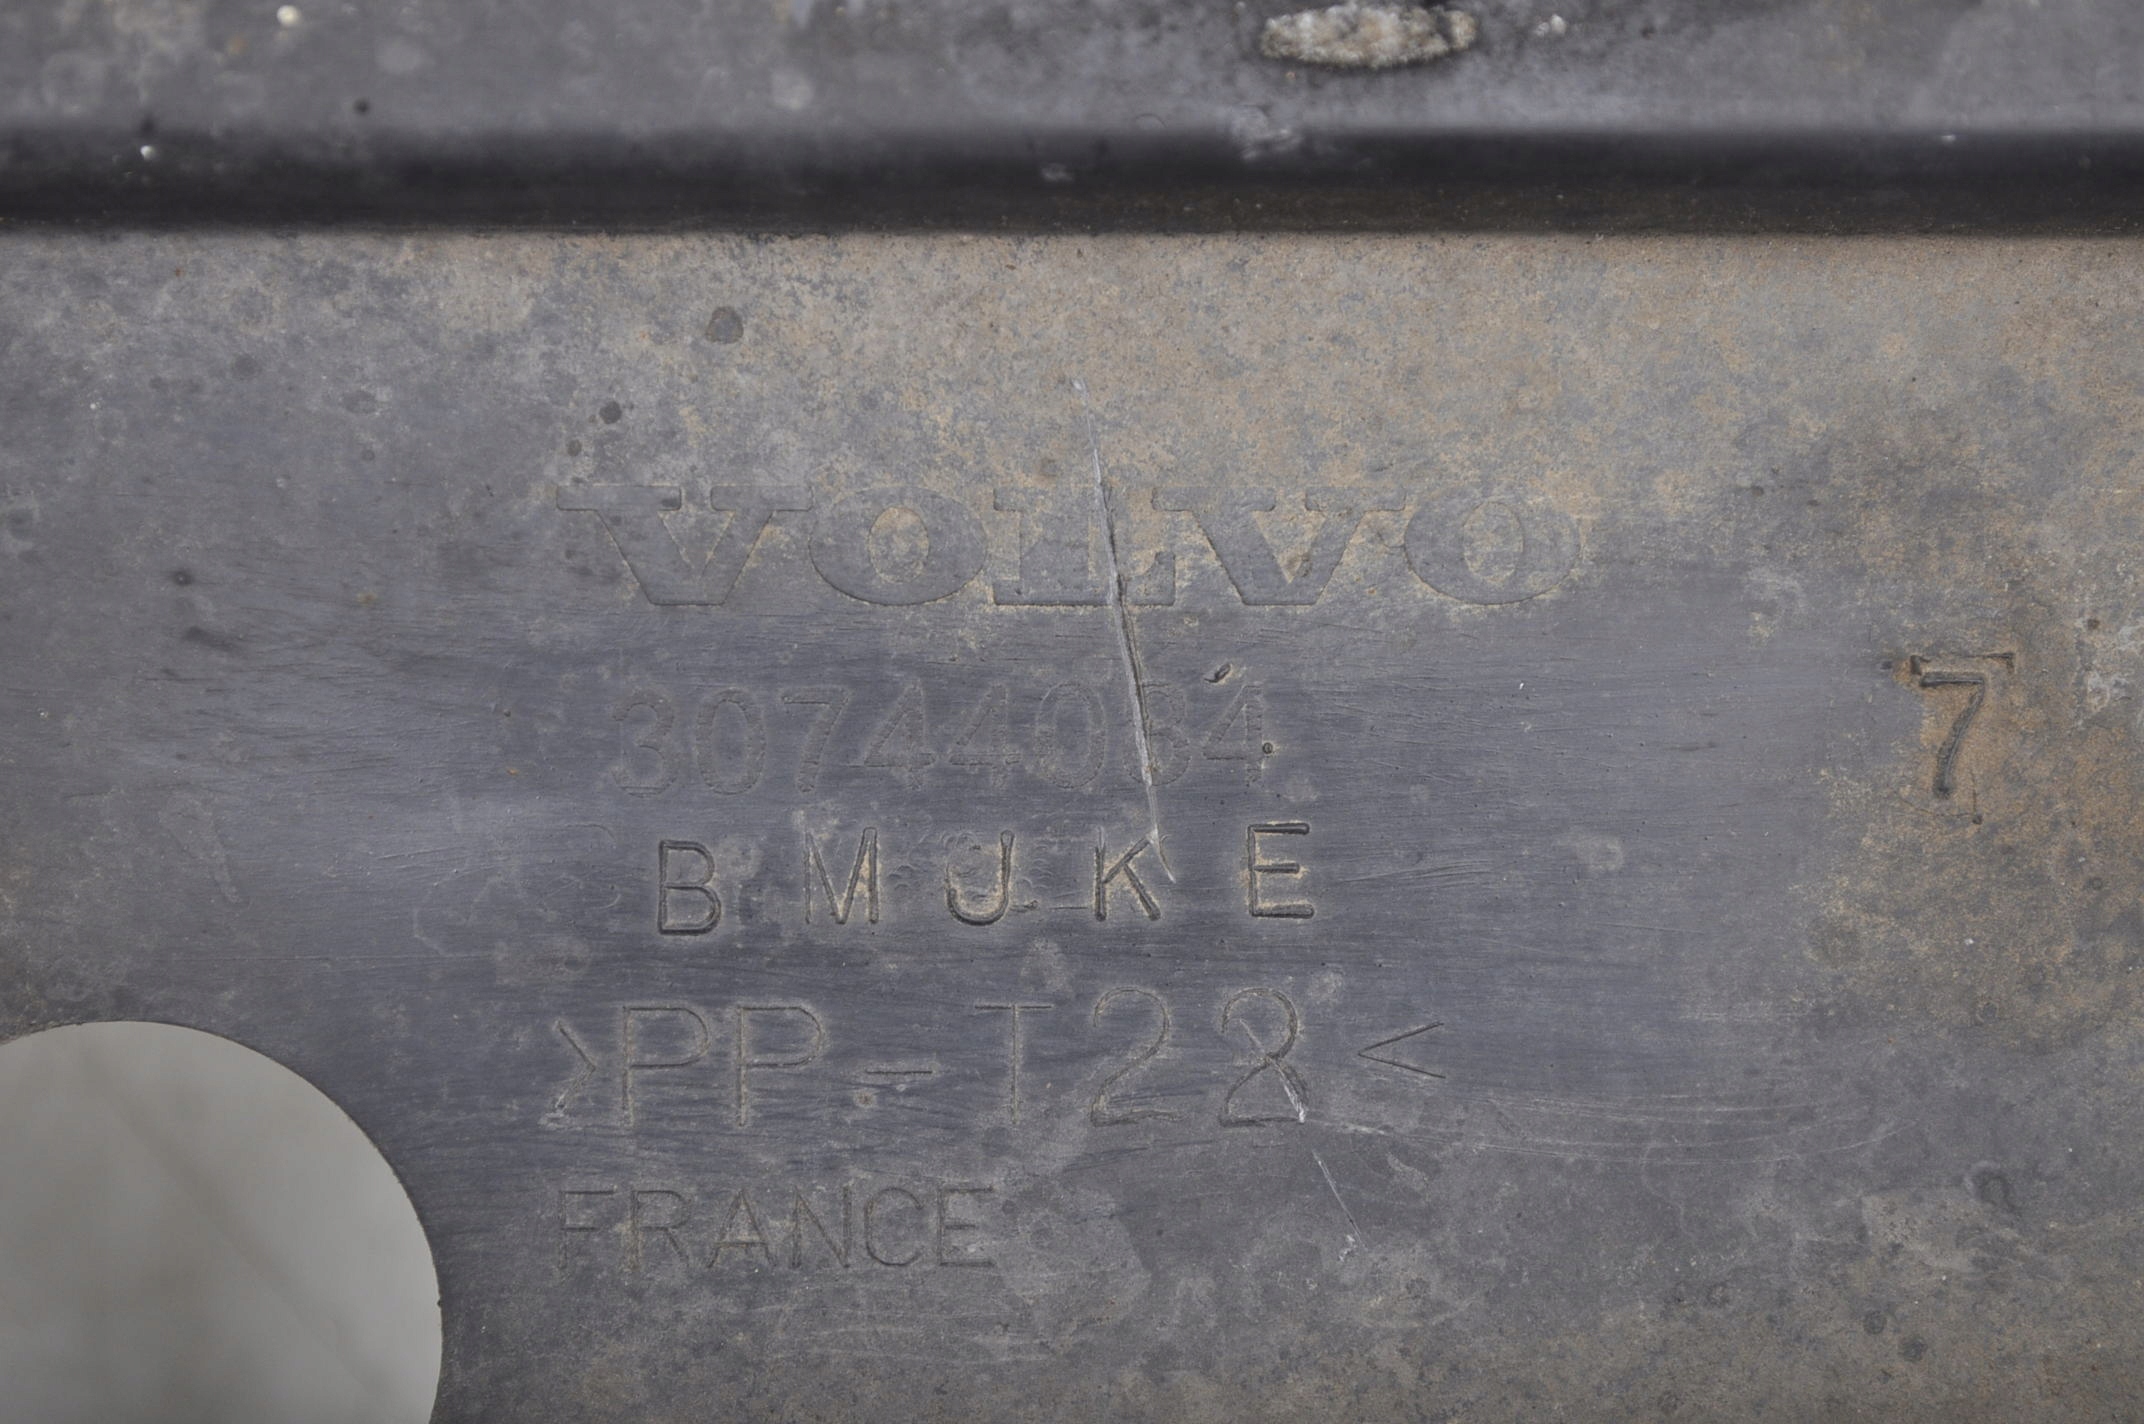 VOLVO
30744084
7
B M J K E
>PP-T22<
FRANCE